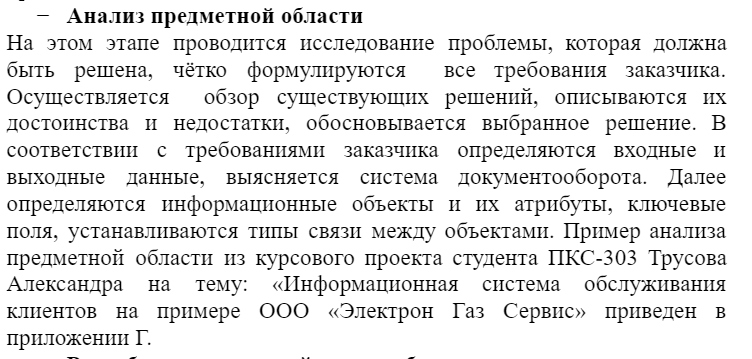 − Анализ предметной области
На этом этапе проводится исследование проблемы, которая должна
быть решена, чётко формулируются все требования заказчика.
Осуществляется обзор существующих решений, описываются их
достоинства и недостатки, обосновывается выбранное решение. В
соответствии с требованиями заказчика определяются входные и
выходные данные, выясняется система документооборота. Далее
определяются информационные объекты и их атрибуты, ключевые
поля, устанавливаются типы связи между объектами. Пример анализа
предметной области из курсового проекта студента ПКС-303 Трусова
Александра на тему: «Информационная система обслуживания
клиентов на примере ООО «Электрон Газ Сервис» приведен в
приложении Г.